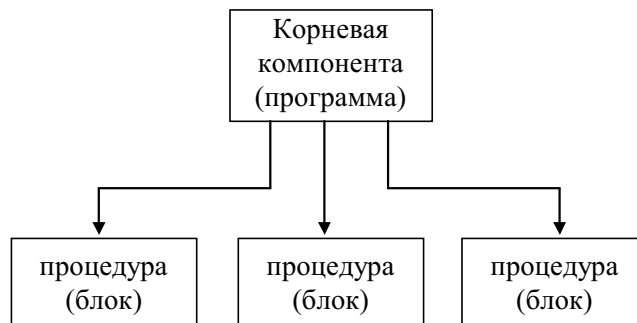 Корневая
компонента
(программа)
процедура
(блок)
процедура
(блок)
процедура
(блок)